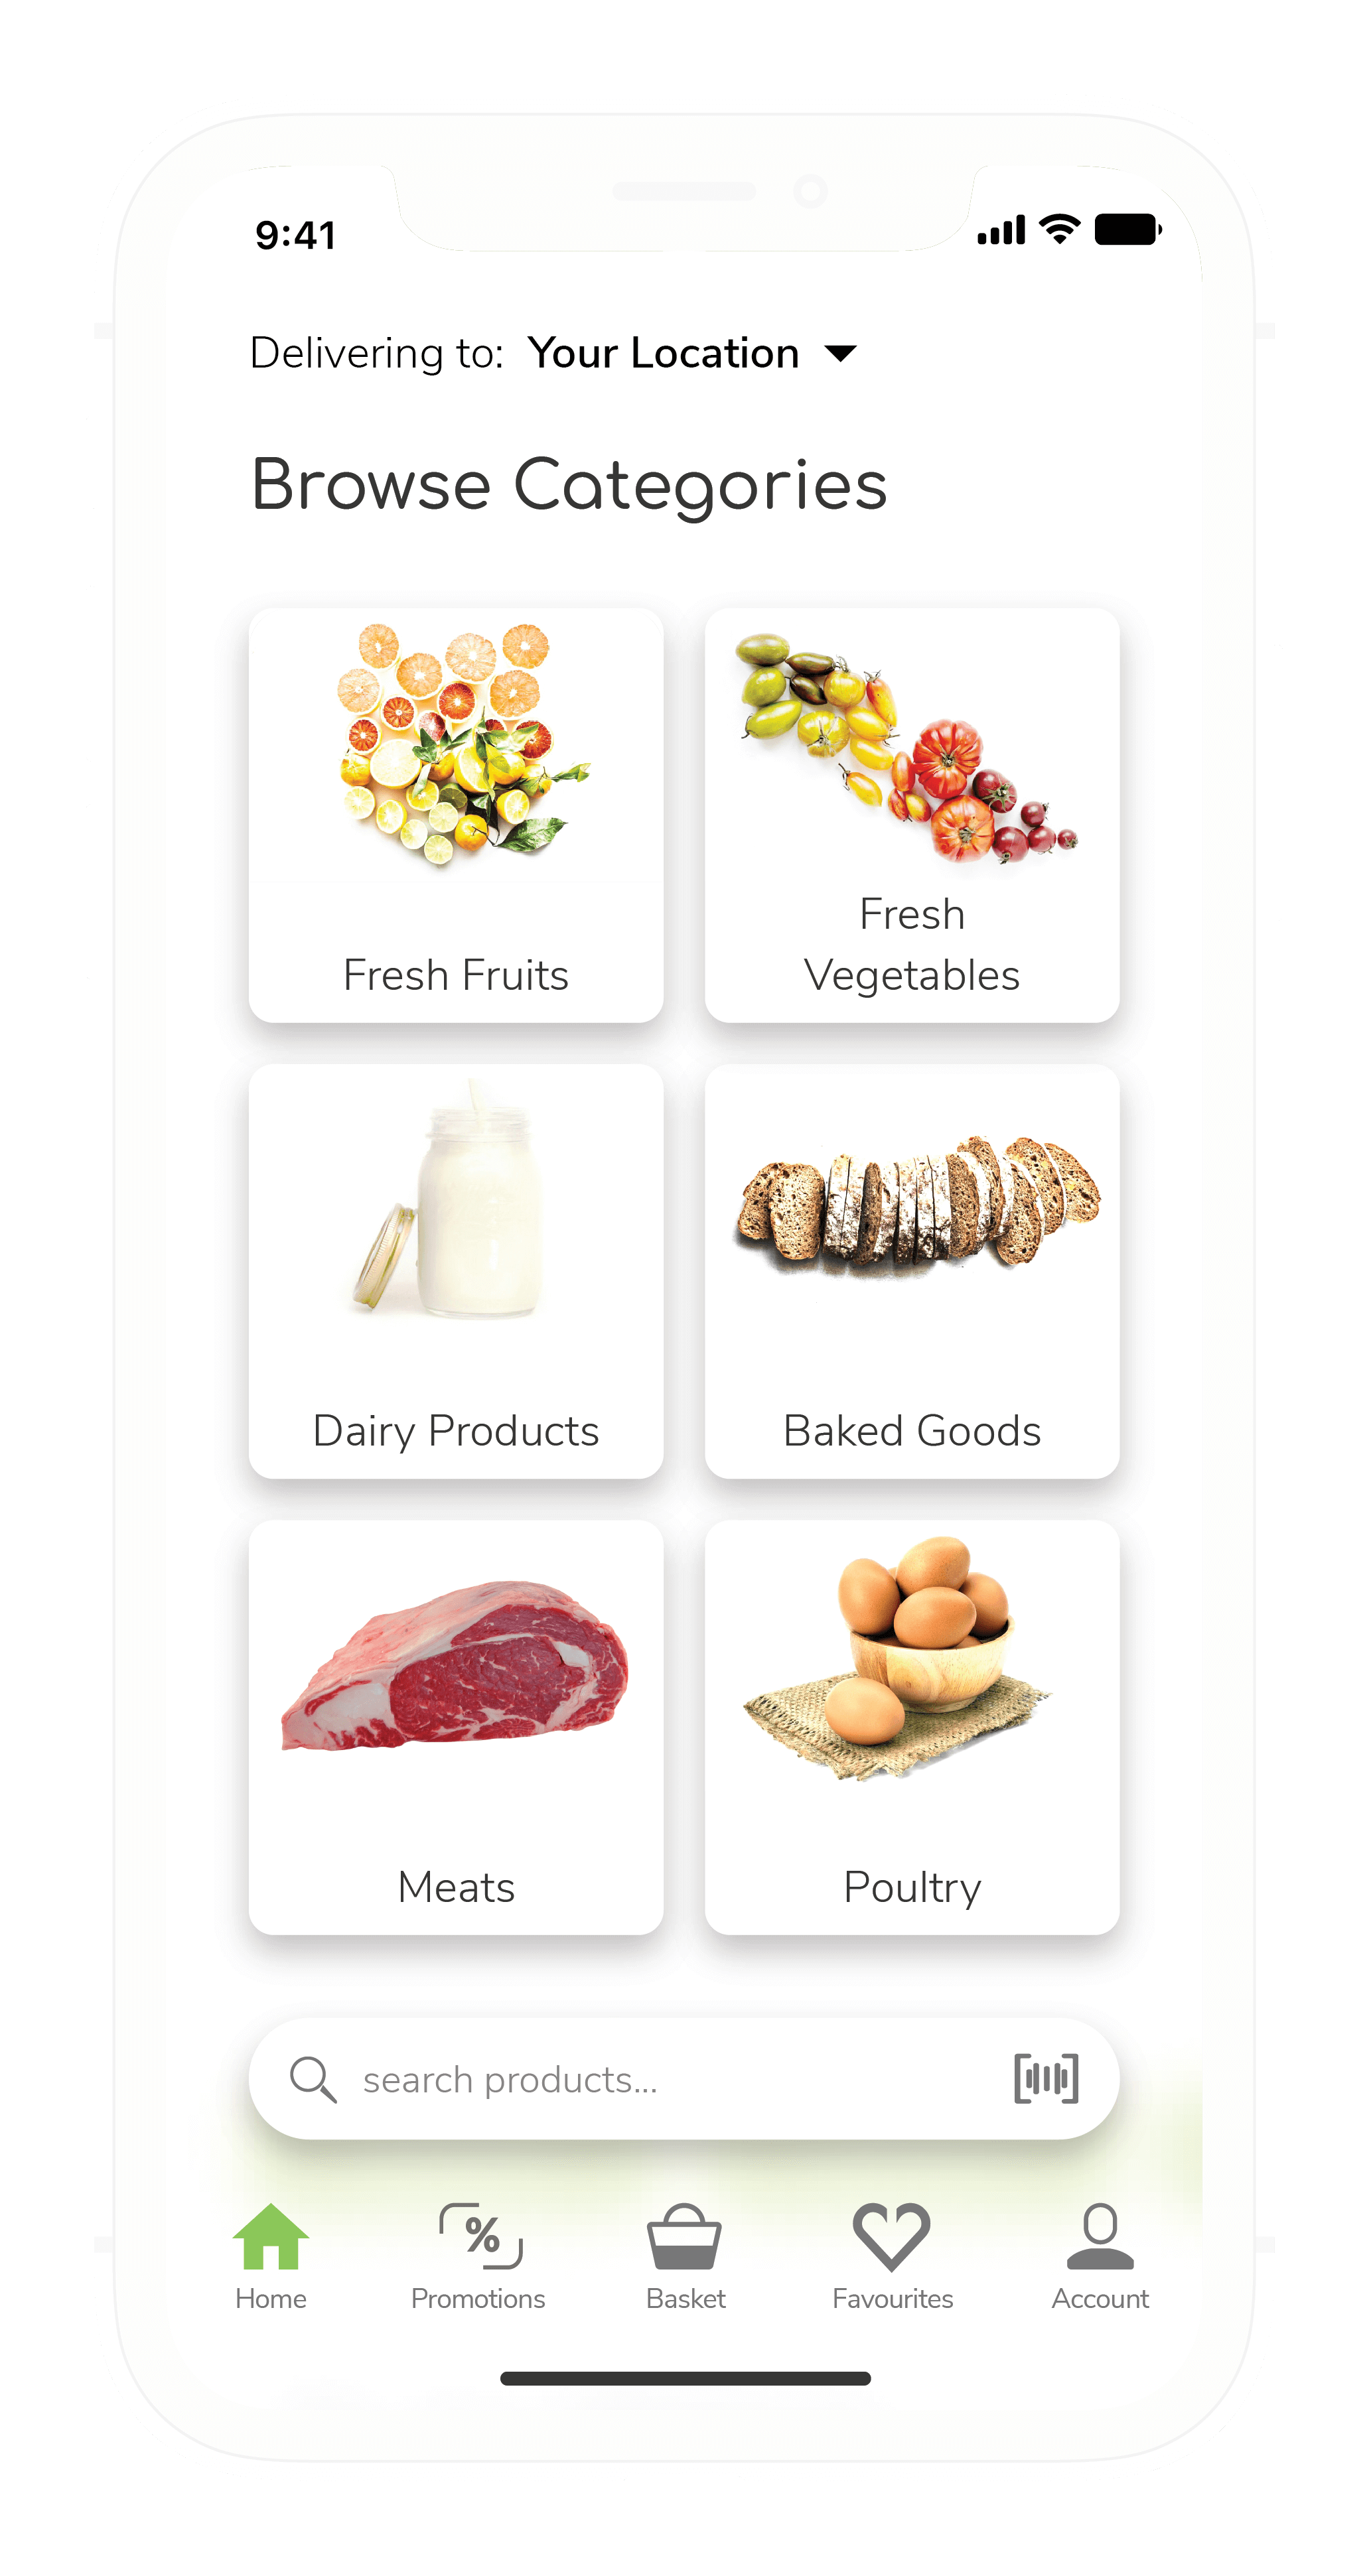 9:41
Delivering to: Your Location
Browse Categories
Fresh Fruits
Fresh
Vegetables
Dairy Products
Baked Goods
Meats
Poultry
search products...
%
Home
Promotions
Basket
Favourites
Account